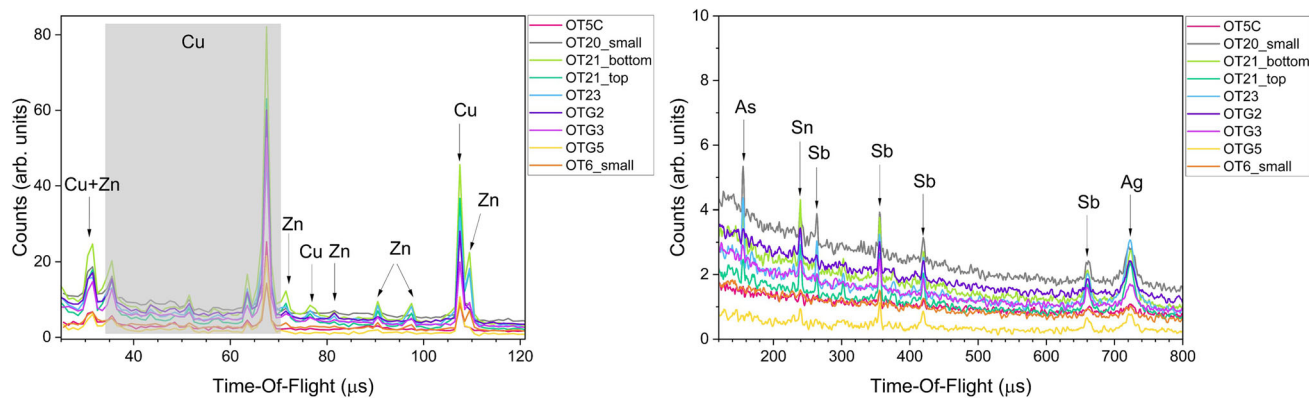 80
60
40
20
0
Counts (arb. units)
Cu
Cu+Zn
Zn
Cu
Zn
Zn
Cu
Zn
40
60
80
100
120
Time-Of-Flight (μs)
OT5C
OT20_small
OT21_bottom
OT21_top
OT23
OTG2
OTG3
OTG5
OT6_small
10
8
6
4
2
0
Counts (arb. units)
As
Sn
Sb
Sb
Sb
Sb
Ag
200
300
400
500
600
700
800
Time-Of-Flight (μs)
OT5C
OT20_small
OT21_bottom
OT21_top
OT23
OTG2
OTG3
OTG5
OT6_small